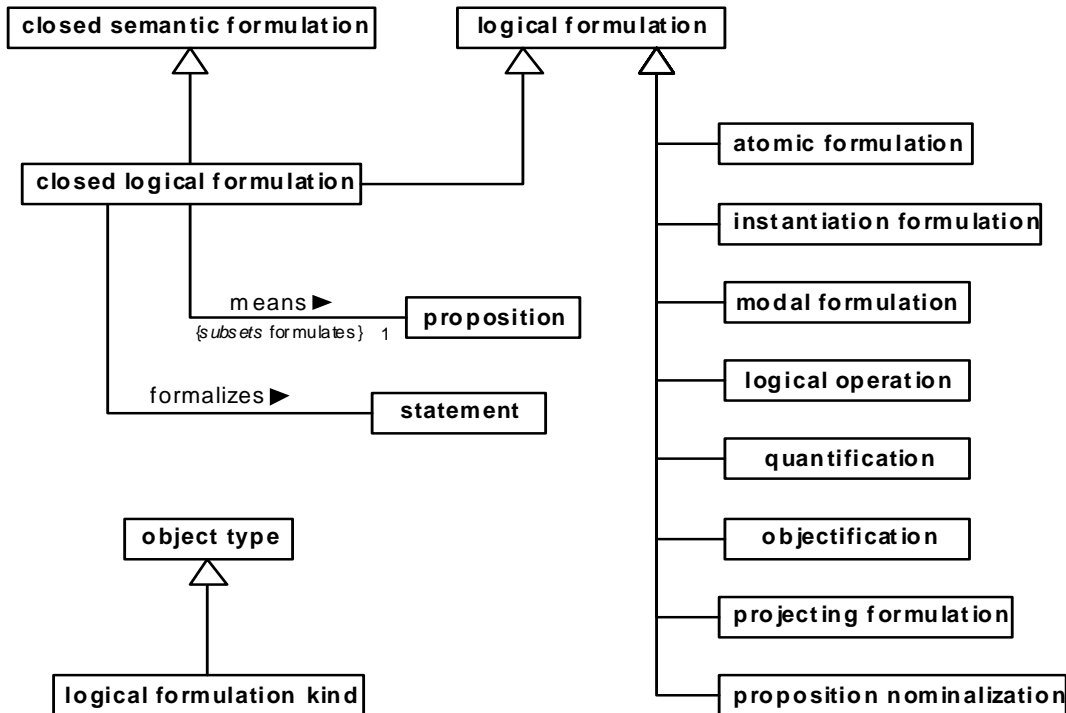 closed semantic formulation
logical formulation
atomic formulation
closed logical formulation
instantiation formulation
means ►
modal formulation
proposition
{subsets formulates} 1
logical operation
formalizes ►
statement
quantification
object type
objectification
projecting formulation
logical formulation kind
proposition nominalization